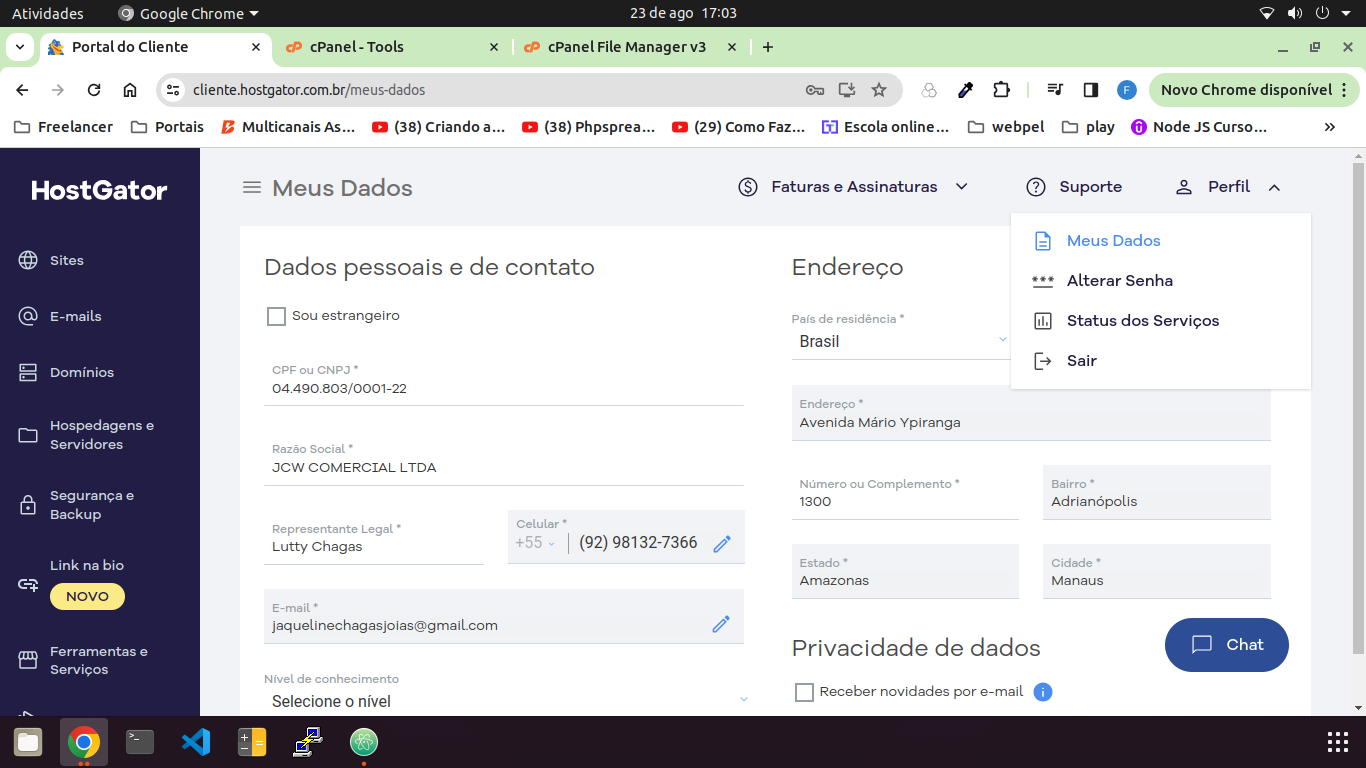 Atividades
Google Chrome
23 de ago 17:03
Portal do Cliente
cPanel - Tools
cPanel File Manager v3
cliente.hostgator.com.br/meus-dados
F
Novo Chrome disponível
Freelancer
Portais
Multicanais As...
(38) Criando a...
(38) Phpsprea...
(29) Como Faz...
Escola online...
webpel
play
Node JS Curso...
HostGator
Sites
E-mails
Domínios
Hospedagens e
Servidores
Segurança e
Backup
Link na bio
NOVO
Ferramentas e
Serviços
Meus Dados
Faturas e Assinaturas
Suporte
Perfil
Meus Dados
Alterar Senha
Status dos Serviços
Sair
Dados pessoais e de contato
Sou estrangeiro
CPF ou CNPJ *
04.490.803/0001-22
Razão Social *
JCW COMERCIAL LTDA
Representante Legal *
Lutty Chagas
Celular *
+55
(92) 98132-7366
E-mail *
jaquelinechagasjoias@gmail.com
Nível de conhecimento
Selecione o nível
Endereço
País de residência *
Brasil
Endereço *
Avenida Mário Ypiranga
Número ou Complemento *
1300
Bairro *
Adrianópolis
Estado *
Amazonas
Cidade *
Manaus
Privacidade de dados
Receber novidades por e-mail
Chat